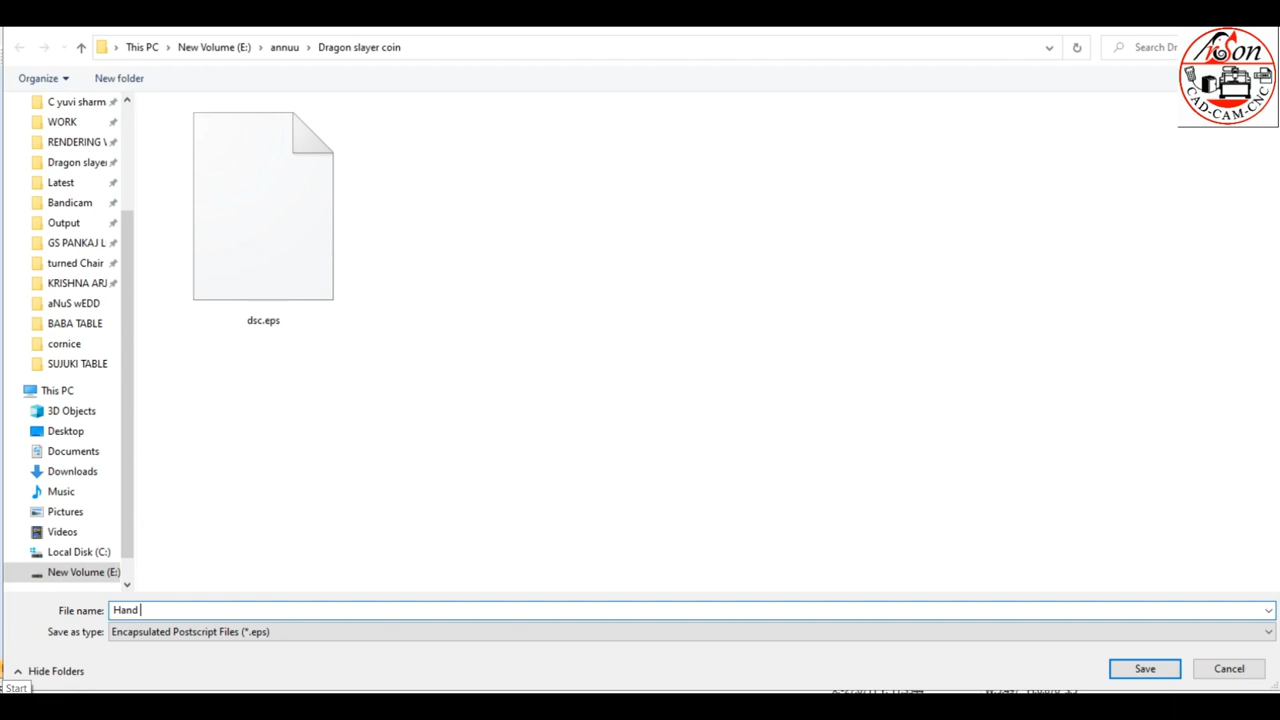 This PC > New Volume (E:) > annuu > Dragon slayer coin
Search Dr
Arison
CAD-CAM-CNC
Organize
New folder
C yuvi sharm
WORK
RENDERING \
Dragon slaye
Latest
Bandicam
Output
GS PANKAJ L
turned Chair
KRISHNA ARJ
aNuS wEDD
BABA TABLE
cornice
SUJUKI TABLE
This PC
3D Objects
Desktop
Documents
Downloads
Music
Pictures
Videos
Local Disk (C:)
New Volume (E:)
dsc.eps
File name: Hand
Save as type: Encapsulated Postscript Files (*.eps)
Hide Folders
Save
Cancel
Start